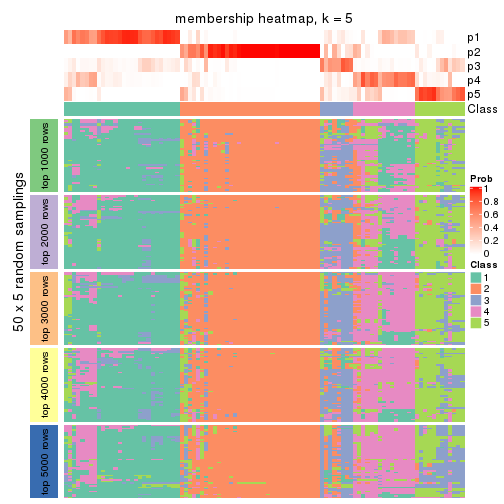 membership heatmap, k = 5
p1
p2
p3
p4
p5
Class
50 x 5 random samplings
top 1000 rows
top 2000 rows
top 3000 rows
top 4000 rows
top 5000 rows
Prob
1
0.8
0.6
0.4
0.2
0
Class
1
2
3
4
5